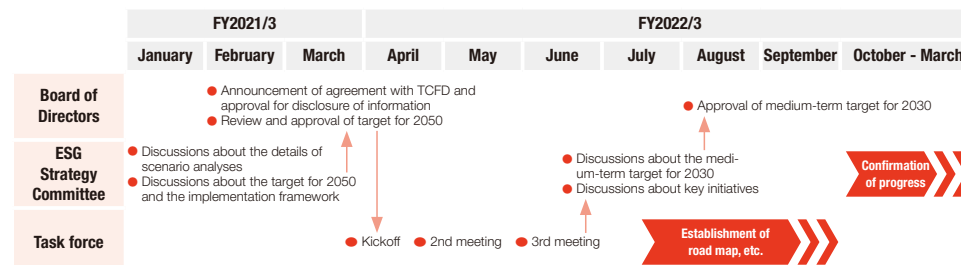 FY2021/3
FY2022/3
January
February
March
April
May
June
July
August
September
October - March
Board of
Directors
Announcement of agreement with TCFD and
approval for disclosure of information
Review and approval of target for 2050
Approval of medium-term target for 2030
ESG
Strategy
Committee
Discussions about the details of
scenario analyses
Discussions about the target for 2050
and the implementation framework
Discussions about the medi-
um-term target for 2030
Discussions about key initiatives
Confirmation
of progress
Task force
Kickoff
2nd meeting
3rd meeting
Establishment of
road map, etc.